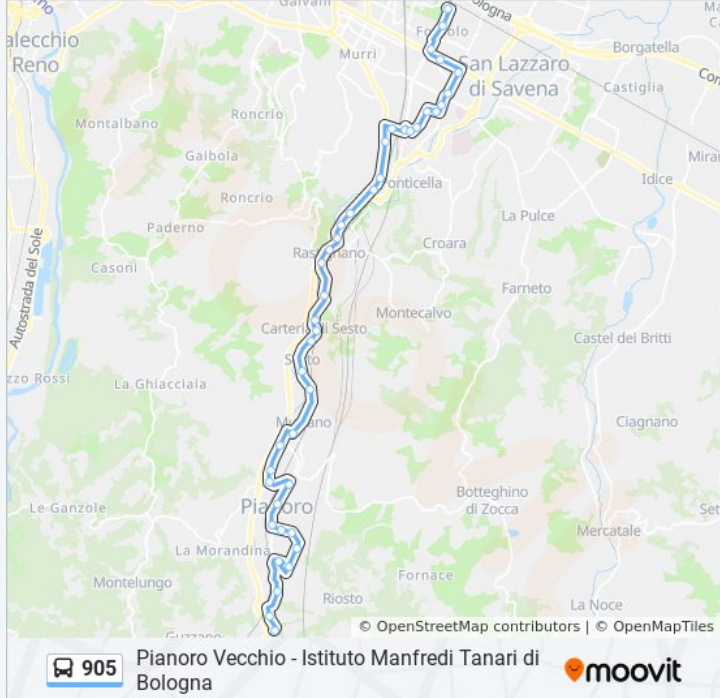 Galvani
Bologna
alecchio
Reno
Murri
Fossolo
San Lazzaro
di Savena
Borgatella
Castiglia
Montalbano
Roncrio
Gaibola
Ponticella
Idice
Roncrio
La Pulce
Paderno
Croara
Casoni
Farneto
Autostrada del Sole
Montecalvo
Carteria di Sesto
Castel dei Britti
Sesto
zzo Rossi
La Ghiacciaia
Musiano
Ciagnano
Botteghino
di Zocca
Le Ganzole
Pianoro
Mercatale
La Morandina
Montelungo
Fornace
Riosto
La Noce
Guzzano
© OpenStreetMap contributors | © OpenMapTiles
905
Pianoro Vecchio - Istituto Manfredi Tanari di
Bologna
moovit